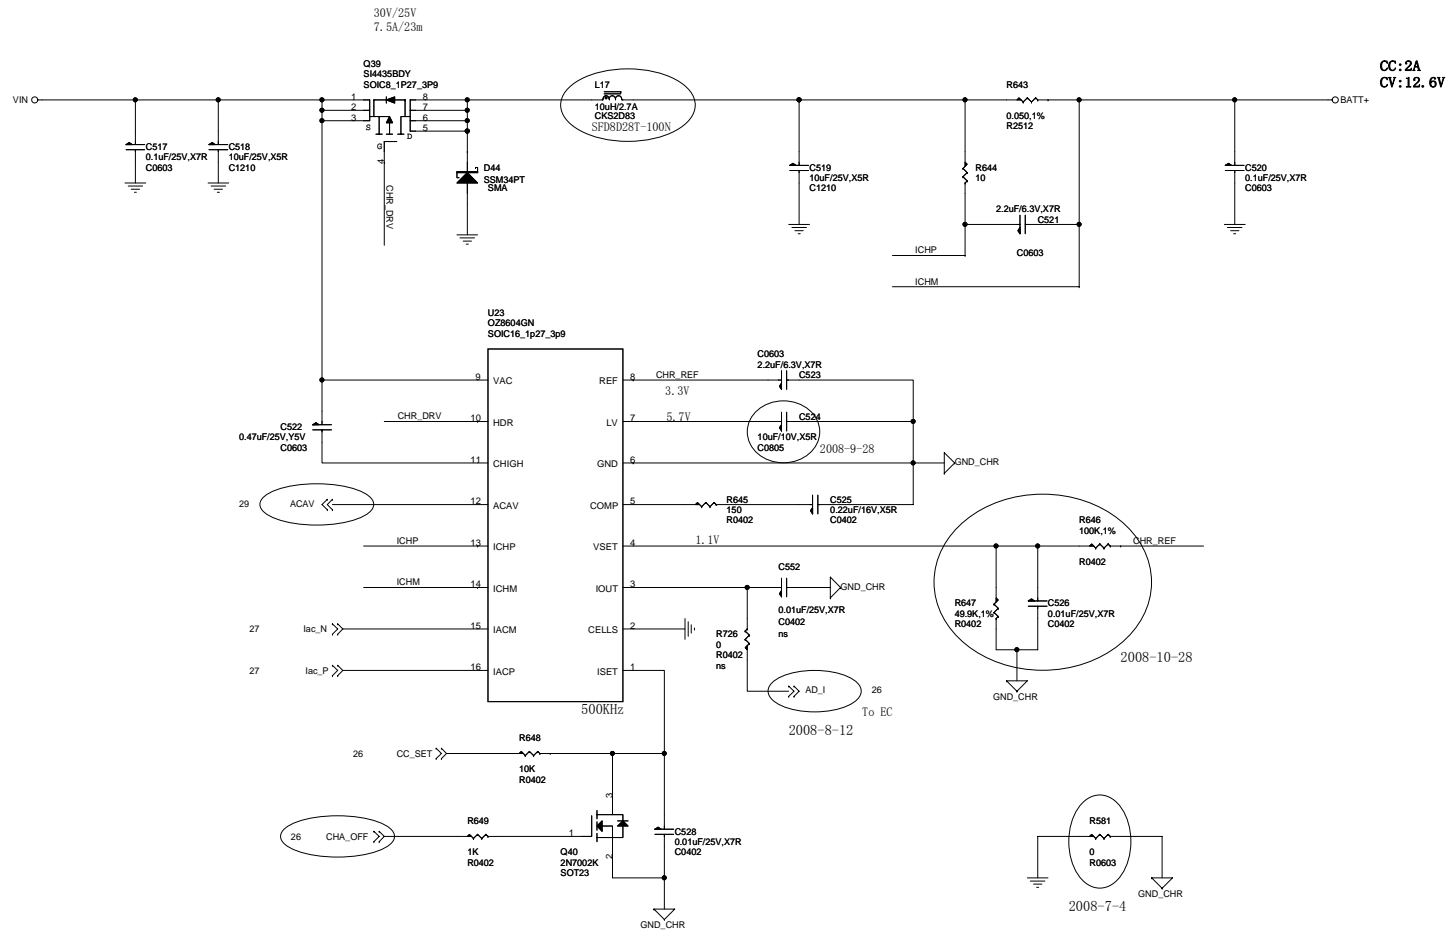 30V/25V
7.5A/23m
CC:2A
CV:12.6V
Q39
SI4435BDY
SOIC8_1P27_3P9
L17
10uH/2.7A
CKS2D83
SFD8D28T-100N
R643
0.050,1%
R2512
VIN
BATT+
1
2
3
8
7
6
5
S
D
G
4
CHR_DRV
C517
0.1uF/25V,X7R
C0603
C518
10uF/25V,X5R
C1210
D44
SSM34PT
SMA
C519
10uF/25V,X5R
C1210
R644
10
C520
0.1uF/25V,X7R
C0603
2.2uF/6.3V,X7R
C521
C0603
ICHP
ICHM
U23
OZ8604GN
SOIC16_1p27_3p9
9
VAC
REF
8
CHR_REF
3.3V
C0603
2.2uF/6.3V,X7R
C523
CHR_DRV
10
HDR
LV
7
5.7V
C524
10uF/10V,X5R
C0805
2008-9-28
C522
0.47uF/25V,Y5V
C0603
11
CHIGH
GND
6
GND_CHR
29
ACAV
12
ACAV
COMP
5
R645
150
R0402
C525
0.22uF/16V,X5R
C0402
ICHP
13
ICHP
VSET
4
1.1V
R646
100K,1%
R0402
CHR_REF
ICHM
14
ICHM
IOUT
3
C552
0.01uF/25V,X7R
C0402
ns
GND_CHR
R647
49.9K,1%
R0402
C526
0.01uF/25V,X7R
C0402
GND_CHR
2008-10-28
27
Iac_N
15
IACM
CELLS
2
R726
0
R0402
ns
27
Iac_P
16
IACP
ISET
1
500KHz
AD_I
26
To EC
2008-8-12
26
CC_SET
R648
10K
R0402
26
CHA_OFF
R649
1K
R0402
3
1
2
Q40
2N7002K
SOT23
C528
0.01uF/25V,X7R
C0402
GND_CHR
R581
0
R0603
GND_CHR
2008-7-4